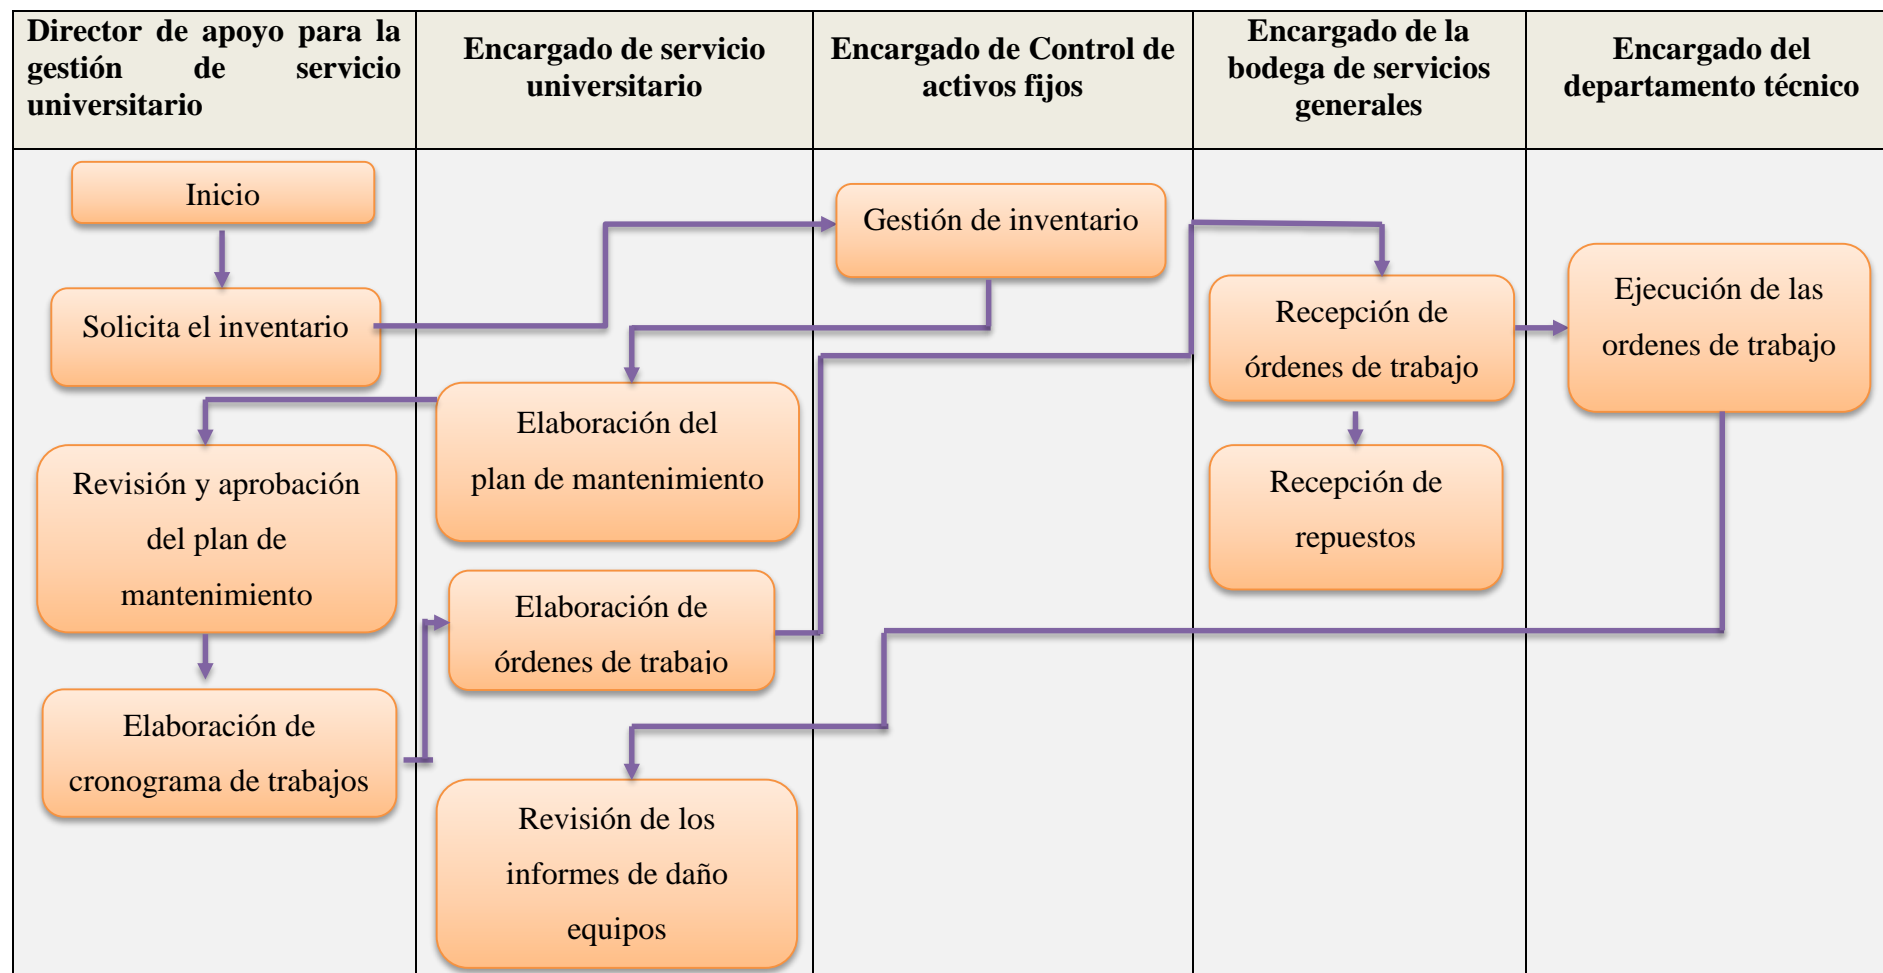 Director de apoyo para la
gestión de servicio
universitario
Encargado de servicio
universitario
Encargado de Control de
activos fijos
Encargado de la
bodega de servicios
generales
Encargado del
departamento técnico
Inicio
Solicita el inventario
Revisión y aprobación
del plan de
mantenimiento
Elaboración de
cronograma de trabajos
Elaboración del
plan de mantenimiento
Elaboración de
órdenes de trabajo
Revisión de los
informes de daño
equipos
Gestión de inventario
Recepción de
órdenes de trabajo
Recepción de
repuestos
Ejecución de las
ordenes de trabajo